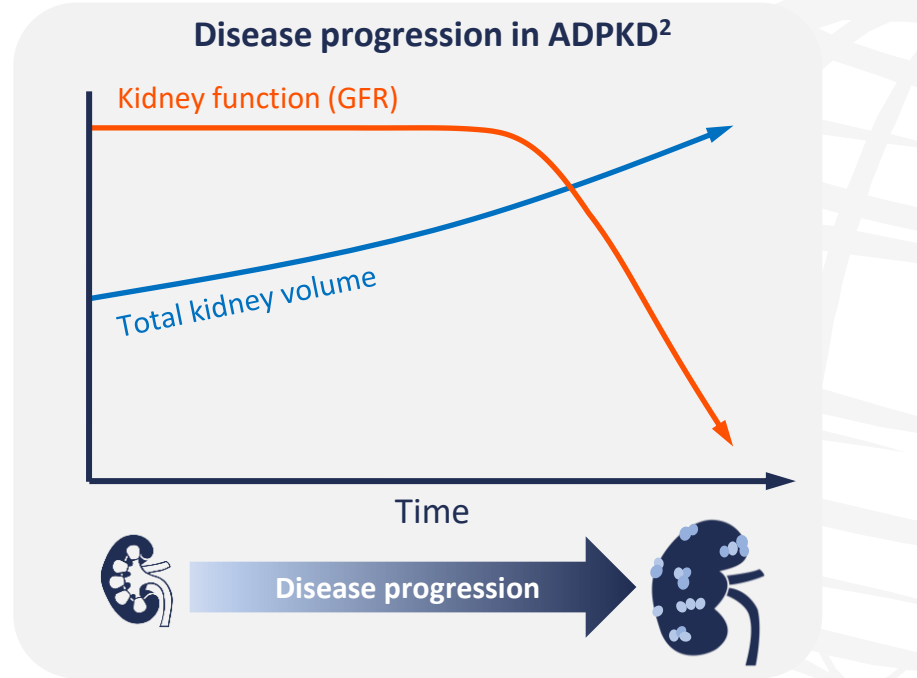 Disease progression in ADPKD²
Kidney function (GFR)
Total kidney volume
Time
Disease progression